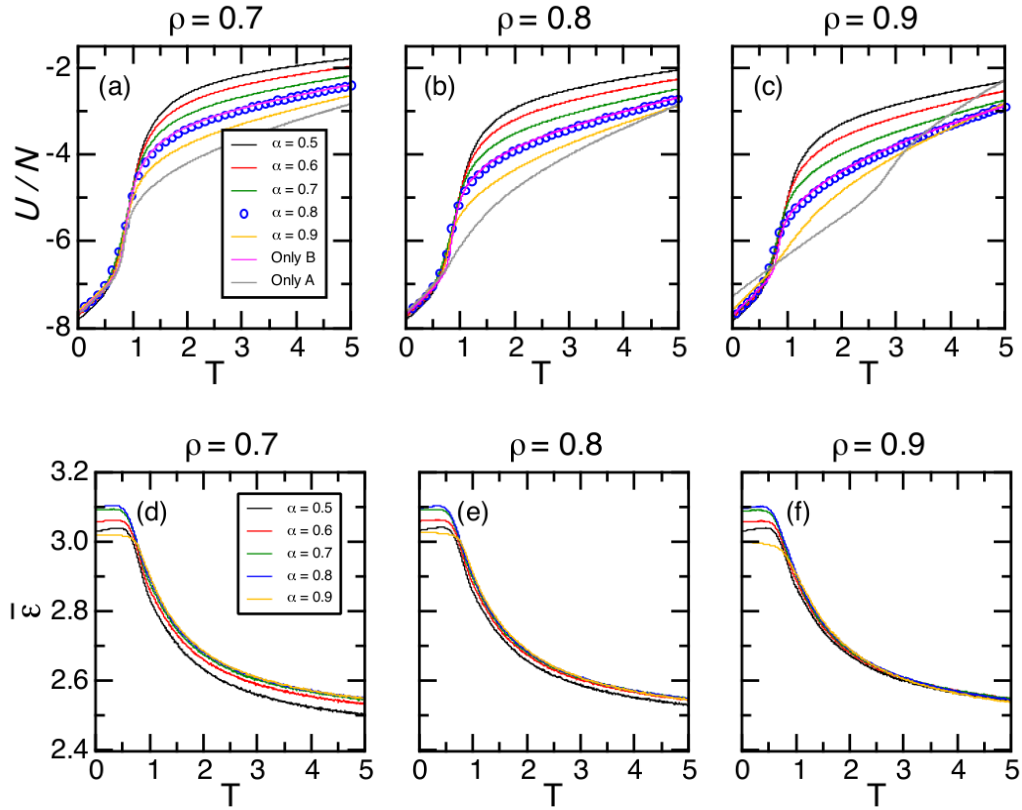 ρ = 0.7
ρ = 0.8
ρ = 0.9
U/N
-2
-4
-6
-8
(a)
α = 0.5
α = 0.6
α = 0.7
α = 0.8
α = 0.9
Only B
Only A
0 1 2 3 4 5
T
(b)
0 1 2 3 4 5
T
(c)
0 1 2 3 4 5
T
ρ = 0.7
ρ = 0.8
ρ = 0.9
ε̅
3.2
3.0
2.8
2.6
2.4
(d)
α = 0.5
α = 0.6
α = 0.7
α = 0.8
α = 0.9
0 1 2 3 4 5
T
(e)
0 1 2 3 4 5
T
(f)
0 1 2 3 4 5
T